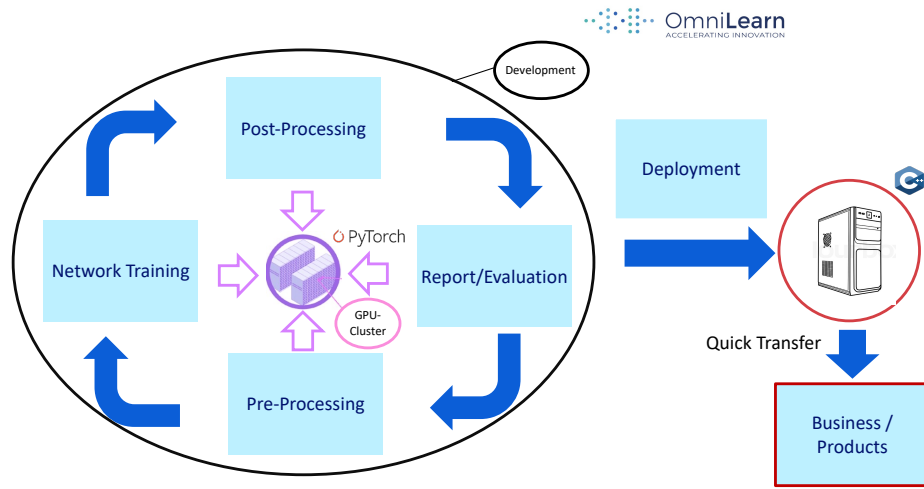 OmniLearn
ACCELERATING INNOVATION
Development
Post-Processing
Deployment
C++
PyTorch
Network Training
Report/Evaluation
GPU-
Cluster
Quick Transfer
Pre-Processing
Business /
Products